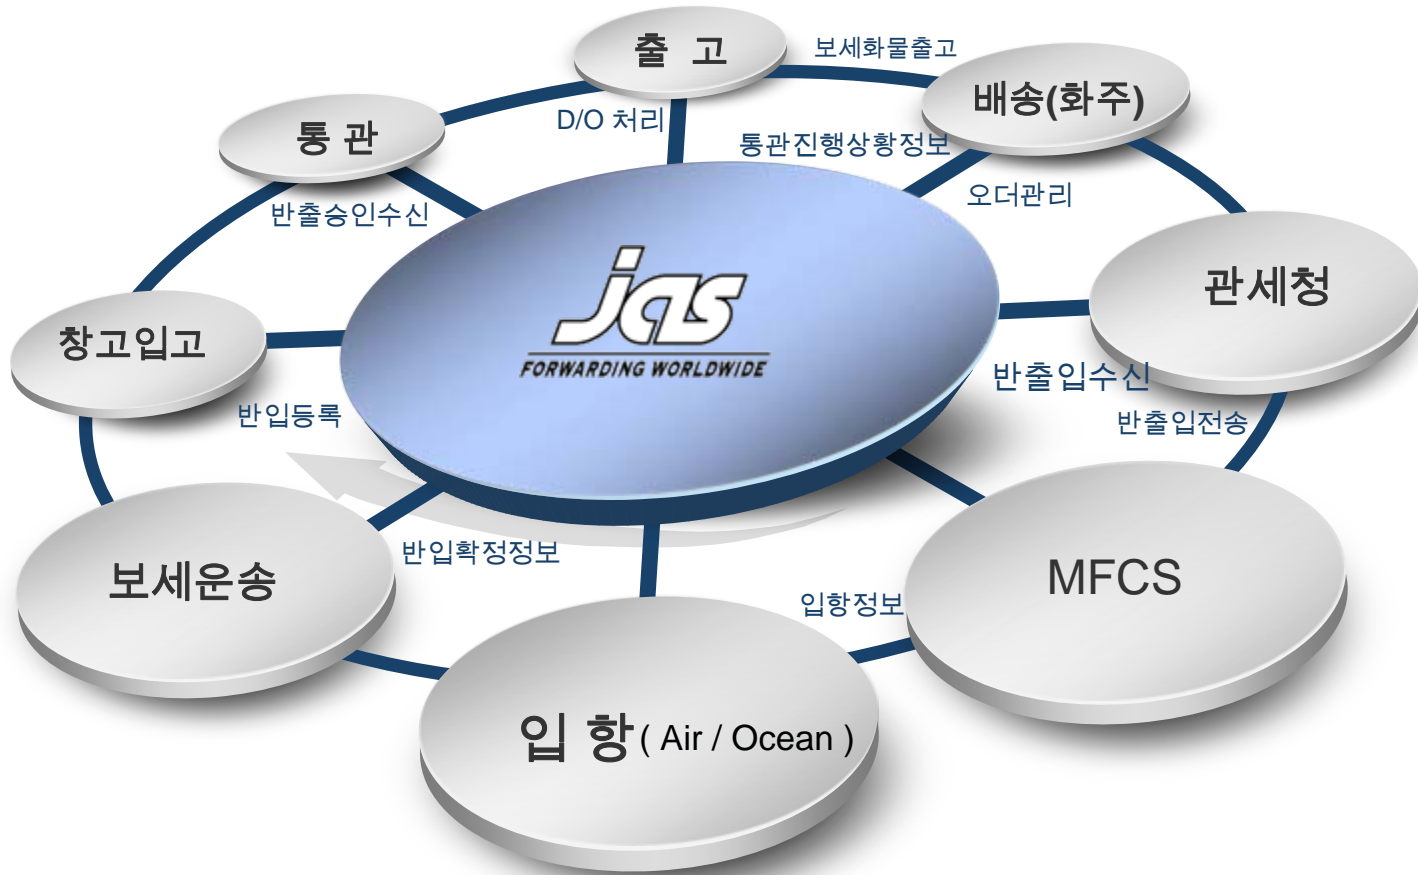 출 고
보세화물출고
배송(화주)
D/O 처리
통 관
통관진행상황정보
오더관리
반출승인수신
관세청
jas
FORWARDING WORLDWIDE
창고입고
반출입수신
반입등록
반출입전송
반입확정정보
보세운송
MFCS
입항정보
입 항 ( Air / Ocean )